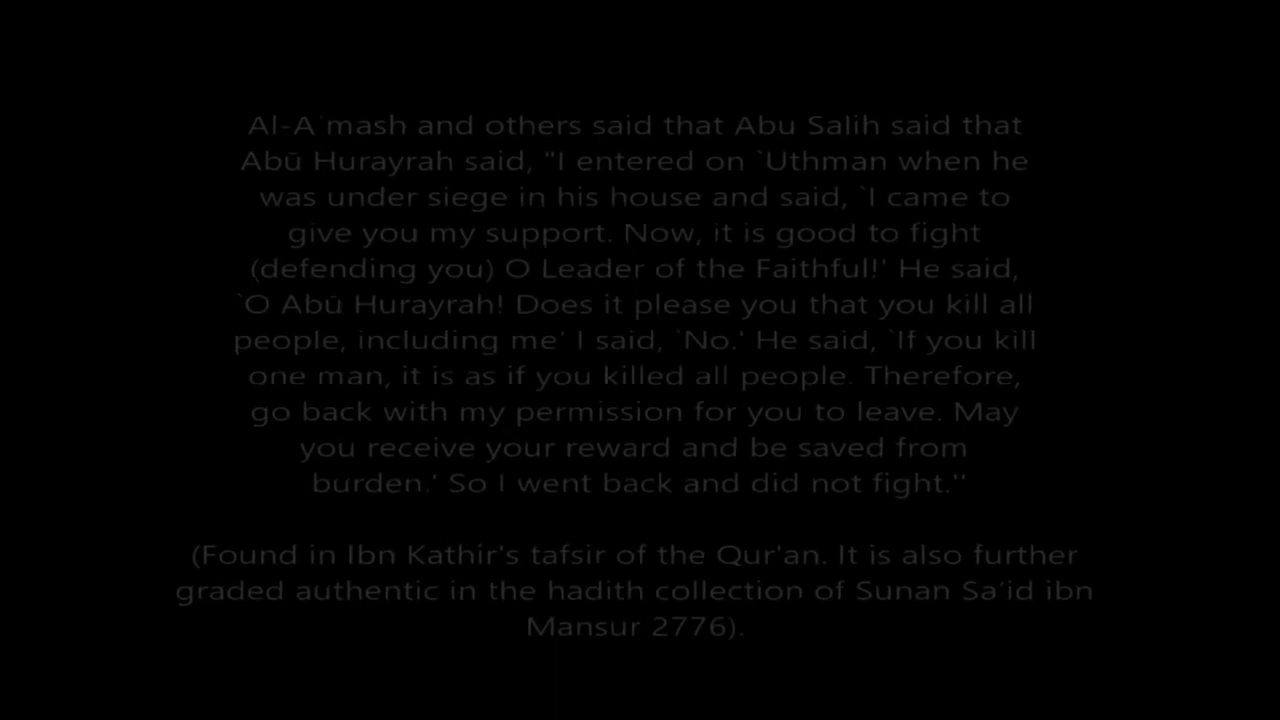 Al-A`mash and others said that Abu Salih said that
Abū Hurayrah said, "I entered on `Uthman when he
was under siege in his house and said, `I came to
give you my support. Now, it is good to fight
(defending you) O Leader of the Faithful!' He said,
`O Abū Hurayrah! Does it please you that you kill all
people, including me' I said, `No.' He said, `If you kill
one man, it is as if you killed all people. Therefore,
go back with my permission for you to leave. May
you receive your reward and be saved from
burden.' So I went back and did not fight.''
(Found in Ibn Kathīr's tafsir of the Qur'an. It is also further
graded authentic in the hadith collection of Sunan Sa’id ibn
Mansur 2776).